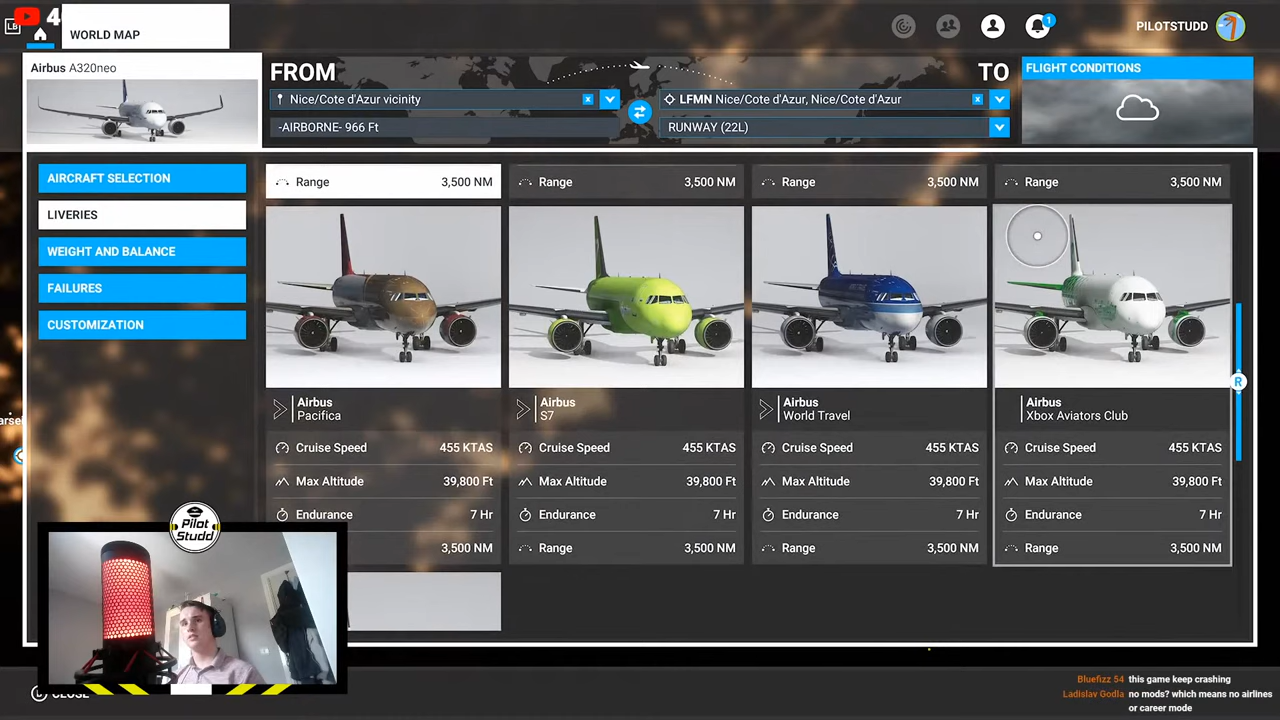 LB
4
WORLD MAP
1
PILOTSTUDD
Airbus A320neo
FROM
TO
FLIGHT CONDITIONS
Nice/Cote d'Azur vicinity
x
LFMN Nice/Cote d'Azur, Nice/Cote d'Azur
x
-AIRBORNE- 966 Ft
RUNWAY (22L)
AIRCRAFT SELECTION
LIVERIES
WEIGHT AND BALANCE
FAILURES
CUSTOMIZATION
Range 3,500 NM
Range 3,500 NM
Range 3,500 NM
Range 3,500 NM
Airbus
Pacifica
Cruise Speed 455 KTAS
Max Altitude 39,800 Ft
Endurance 7 Hr
3,500 NM
Airbus
S7
Cruise Speed 455 KTAS
Max Altitude 39,800 Ft
Endurance 7 Hr
Range 3,500 NM
Airbus
World Travel
Cruise Speed 455 KTAS
Max Altitude 39,800 Ft
Endurance 7 Hr
Range 3,500 NM
Airbus
Xbox Aviators Club
Cruise Speed 455 KTAS
Max Altitude 39,800 Ft
Endurance 7 Hr
Range 3,500 NM
R
arsei
Pilot
Studd
CLOSE
Bluefizz 54 this game keep crashing
Ladislav Godla no mods? which means no airlines
or career mode